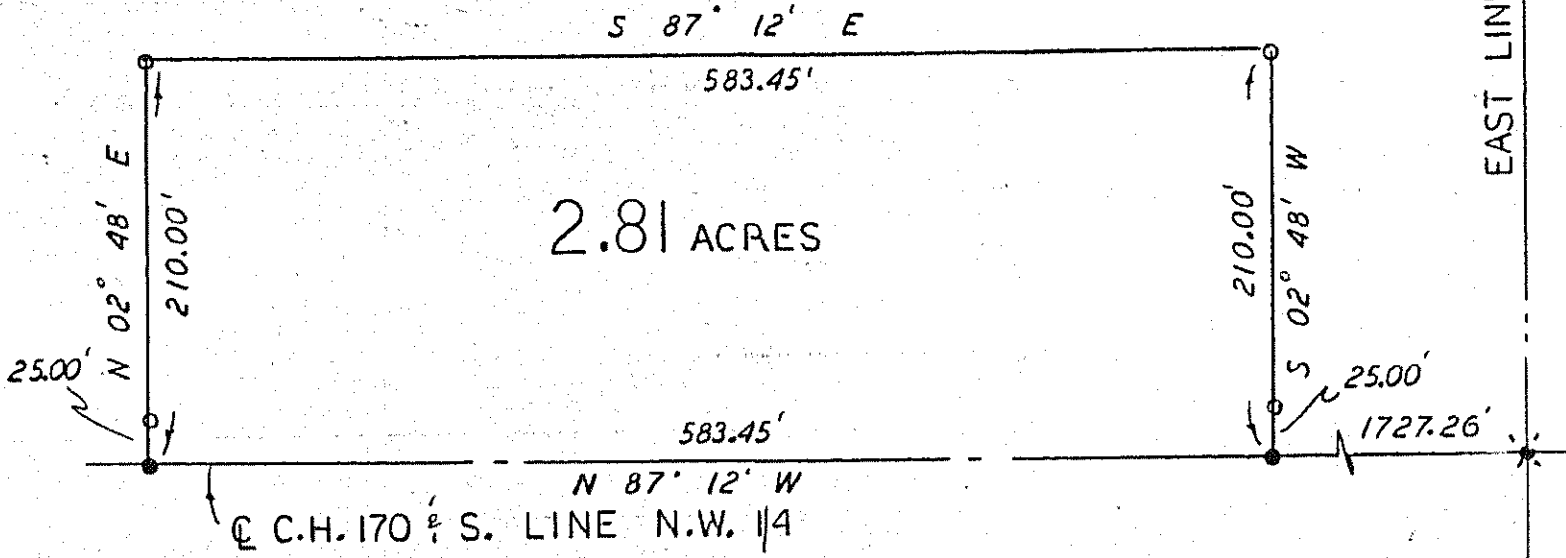 S 87° 12' E
583.45'
EAST LIN
N 02° 48' E
210.00'
2.81 ACRES
210.00'
S 02° 48' W
25.00'
25.00'
1727.26'
583.45'
N 87° 12' W
℄ C.H. 170 & S. LINE N.W. 1/4